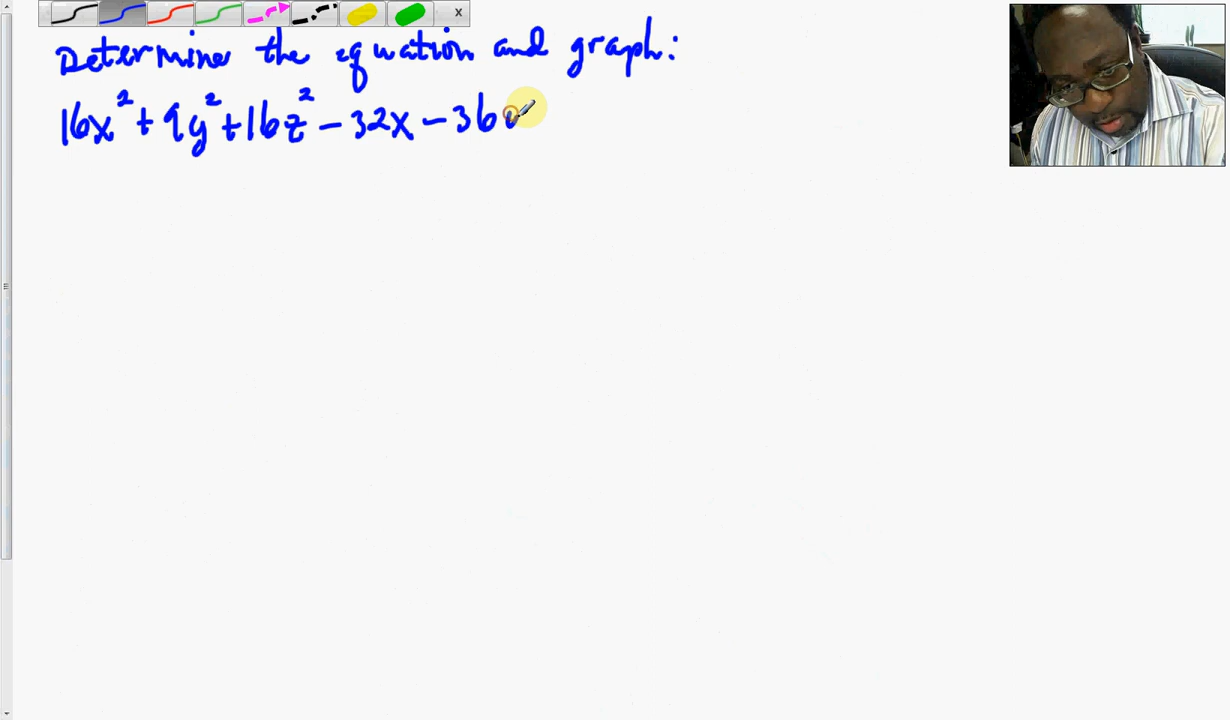 Determine the equation and graph:
16x² + 9y² + 16z² − 32x − 36
x